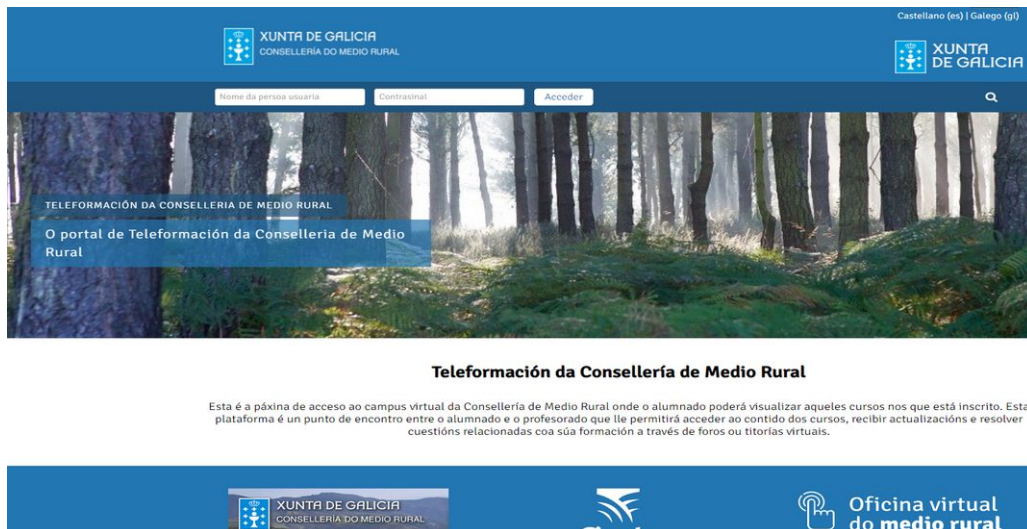 Castellano (es) | Galego (gl)
XUNTA DE GALICIA
CONSELLERÍA DO MEDIO RURAL
XUNTA
DE GALICIA
Nome da persoa usuaria
Contrasinal
Acceder
TELEFORMACIÓN DA CONSELLERIA DE MEDIO RURAL
O portal de Teleformación da Conselleria de Medio
Rural
Teleformación da Consellería de Medio Rural
Esta é a páxina de acceso ao campus virtual da Consellería de Medio Rural onde o alumnado poderá visualizar aqueles cursos nos que está inscrito. Esta
plataforma é un punto de encontro entre o alumnado e o profesorado que lle permitirá acceder ao contido dos cursos, recibir actualizacións e resolver
cuestións relacionadas coa súa formación a través de foros ou titorías virtuais.
XUNTA DE GALICIA
CONSELLERÍA DO MEDIO RURAL
Oficina virtual
do medio rural